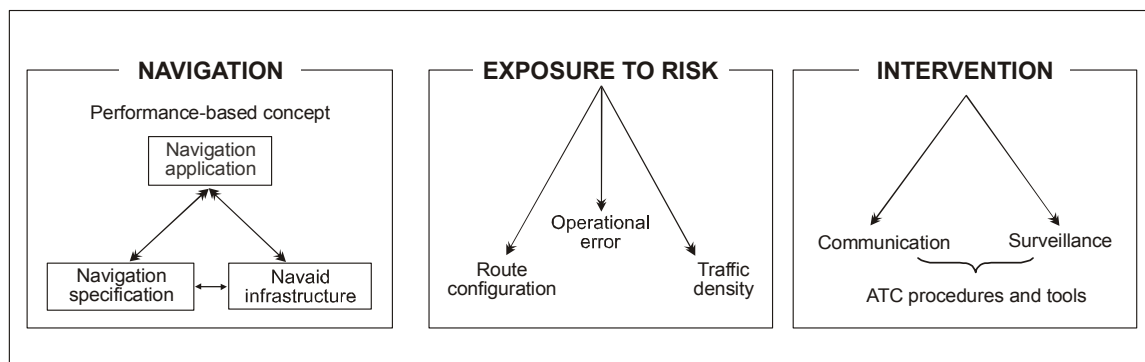 NAVIGATION
Performance-based concept
Navigation
application
Navigation
specification
Navaid
infrastructure
EXPOSURE TO RISK
Operational
error
Route
configuration
Traffic
density
INTERVENTION
Communication
Surveillance
ATC procedures and tools